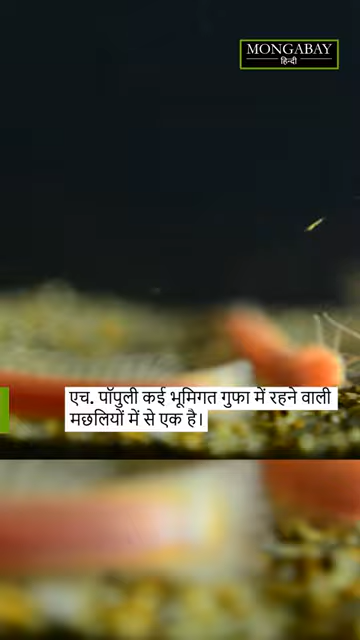 MONGABAY
हिन्दी
एच. पॉपुली कई भूमिगत गुफा में रहने वाली
मछलियों में से एक है।